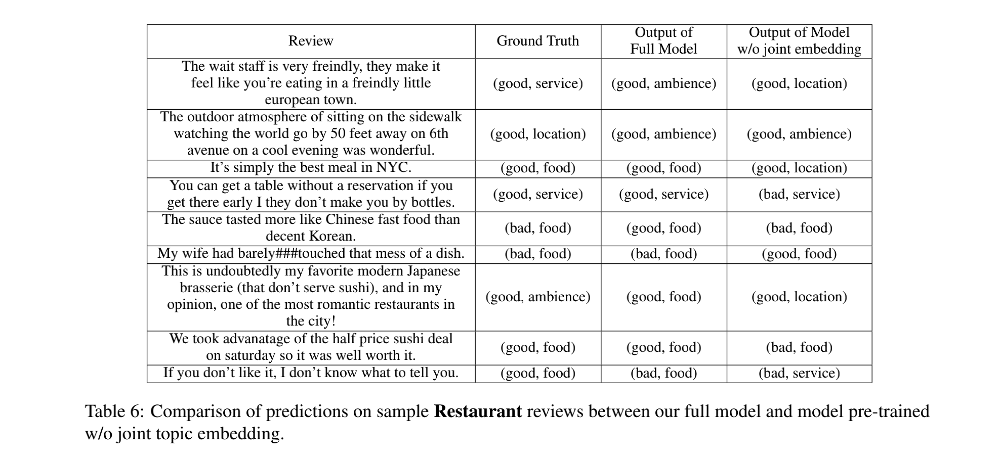 Review
Ground Truth
Output of
Full Model
Output of Model
w/o joint embedding
The wait staff is very freindly, they make it
feel like you're eating in a freindly little
european town.
(good, service)
(good, ambience)
(good, location)
The outdoor atmosphere of sitting on the sidewalk
watching the world go by 50 feet away on 6th
avenue on a cool evening was wonderful.
(good, location)
(good, ambience)
(good, ambience)
It's simply the best meal in NYC.
(good, food)
(good, food)
(good, location)
You can get a table without a reservation if you
get there early I they don't make you by bottles.
(good, service)
(good, service)
(bad, service)
The sauce tasted more like Chinese fast food than
decent Korean.
(bad, food)
(good, food)
(bad, food)
My wife had barely###touched that mess of a dish.
(bad, food)
(bad, food)
(good, food)
This is undoubtedly my favorite modern Japanese
brasserie (that don't serve sushi), and in my
opinion, one of the most romantic restaurants in
the city!
(good, ambience)
(good, food)
(good, location)
We took advanatage of the half price sushi deal
on saturday so it was well worth it.
(good, food)
(good, food)
(bad, food)
If you don't like it, I don't know what to tell you.
(good, food)
(bad, food)
(bad, service)
Table 6: Comparison of predictions on sample Restaurant reviews between our full model and model pre-trained
w/o joint topic embedding.